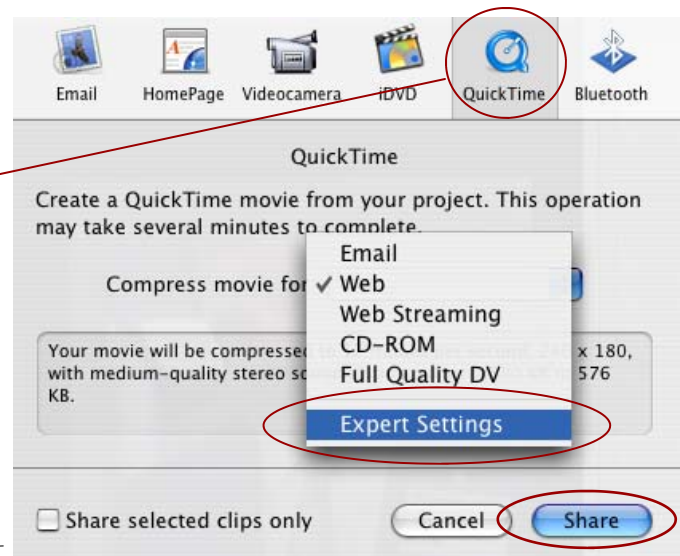 Email HomePage Videocamera iDVD QuickTime Bluetooth
QuickTime
Create a QuickTime movie from your project. This operation
may take several minutes to complete.
Compress movie for
Email
✓ Web
Web Streaming
CD-ROM
Full Quality DV
Expert Settings
Your movie will be compressed x 180,
with medium-quality stereo 576
KB.
Share selected clips only Cancel Share